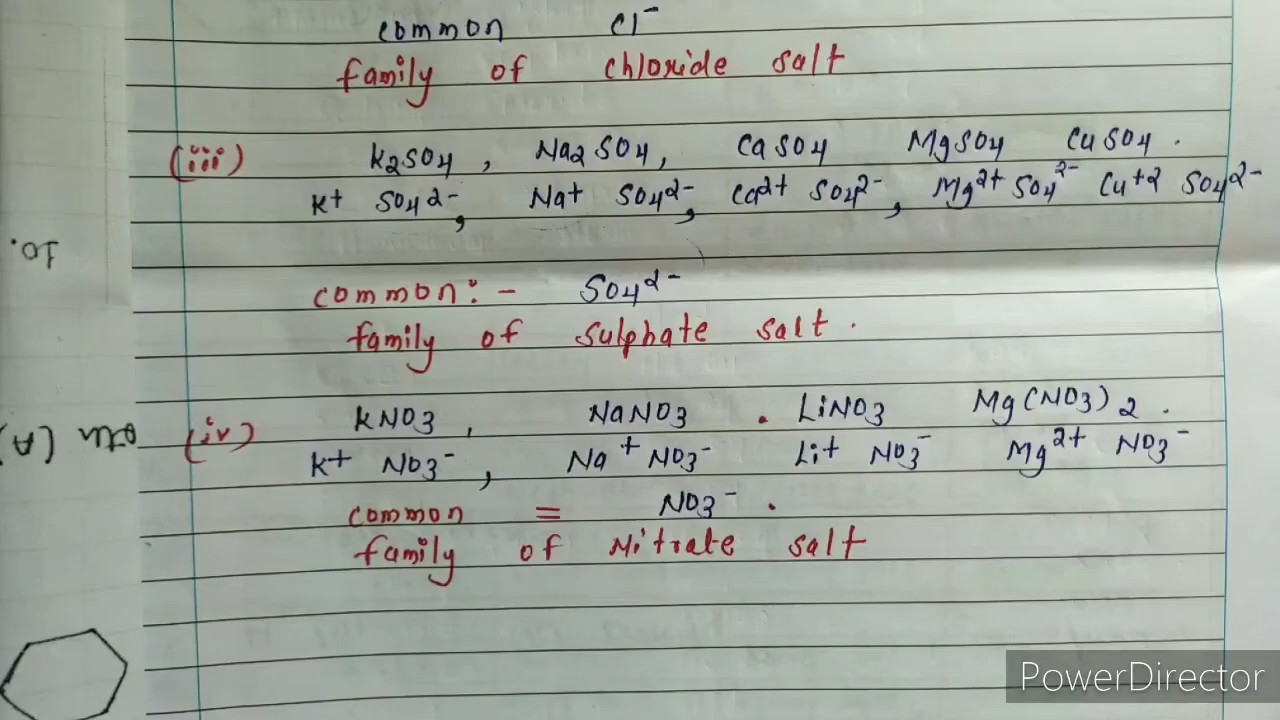 common Cl⁻
family of chloride salt
(iii) K2SO4, Na2SO4, CaSO4 MgSO4 CuSO4.
K+ SO4 2-, Na+ SO4 2-, Ca2+ SO4 2-, Mg2+ SO4 2- Cu+2 SO4 2-
10.
common:- SO4 2-
family of sulphate salt.
(iv) KNO3, NaNO3. LiNO3 Mg(NO3)2.
K+ NO3-, Na+ NO3- Li+ NO3- Mg2+ NO3-
common = NO3-.
family of Nitrate salt
PowerDirector